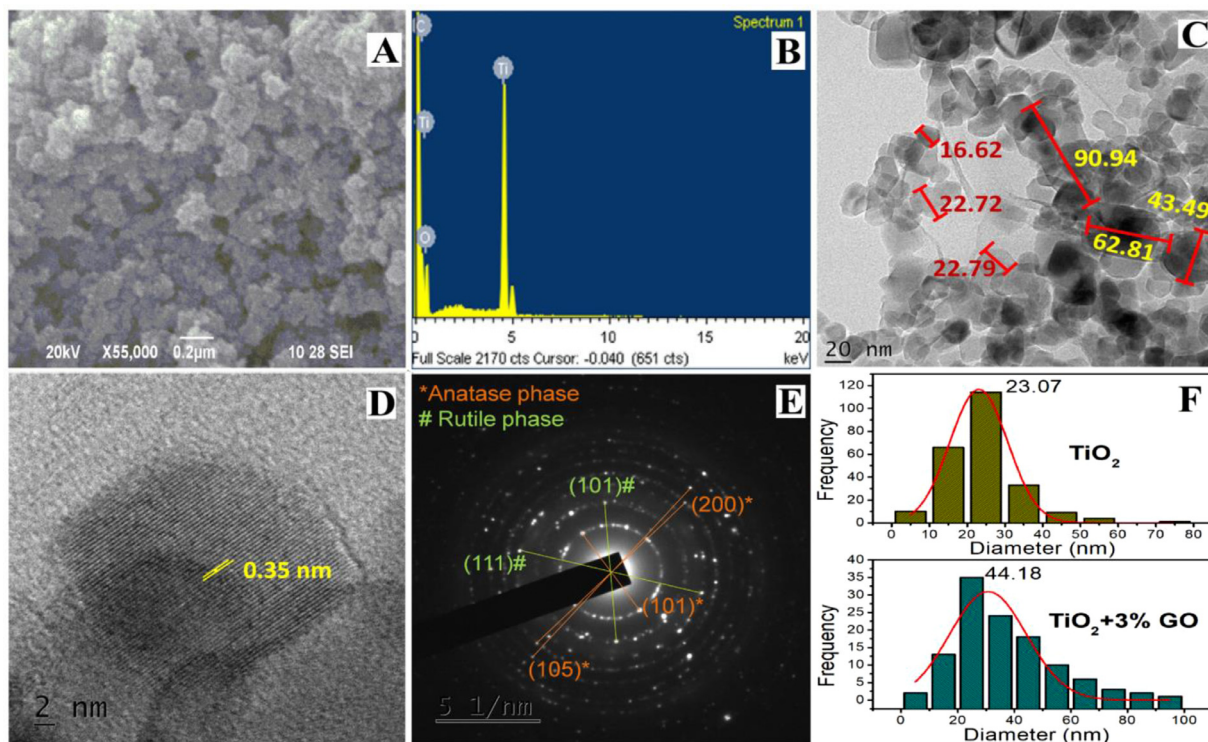 A
20kV X55,000 0.2µm 10 28 SEI
Spectrum 1
B
C
Ti
Ti
O
0 5 10 15 20
Full Scale 2170 cts Cursor: -0.040 (651 cts) keV
C
16.62
90.94
22.72
43.49
62.81
22.79
20 nm
D
0.35 nm
2 nm
*Anatase phase
# Rutile phase
E
(101)#
(200)*
(111)#
(101)*
(105)*
5 1/nm
F
120
100
80
60
40
20
0
Frequency
23.07
TiO₂
0 10 20 30 40 50 60 70 80
Diameter (nm)
40
35
30
25
20
15
10
5
0
Frequency
44.18
TiO₂+3% GO
0 20 40 60 80 100
Diameter (nm)